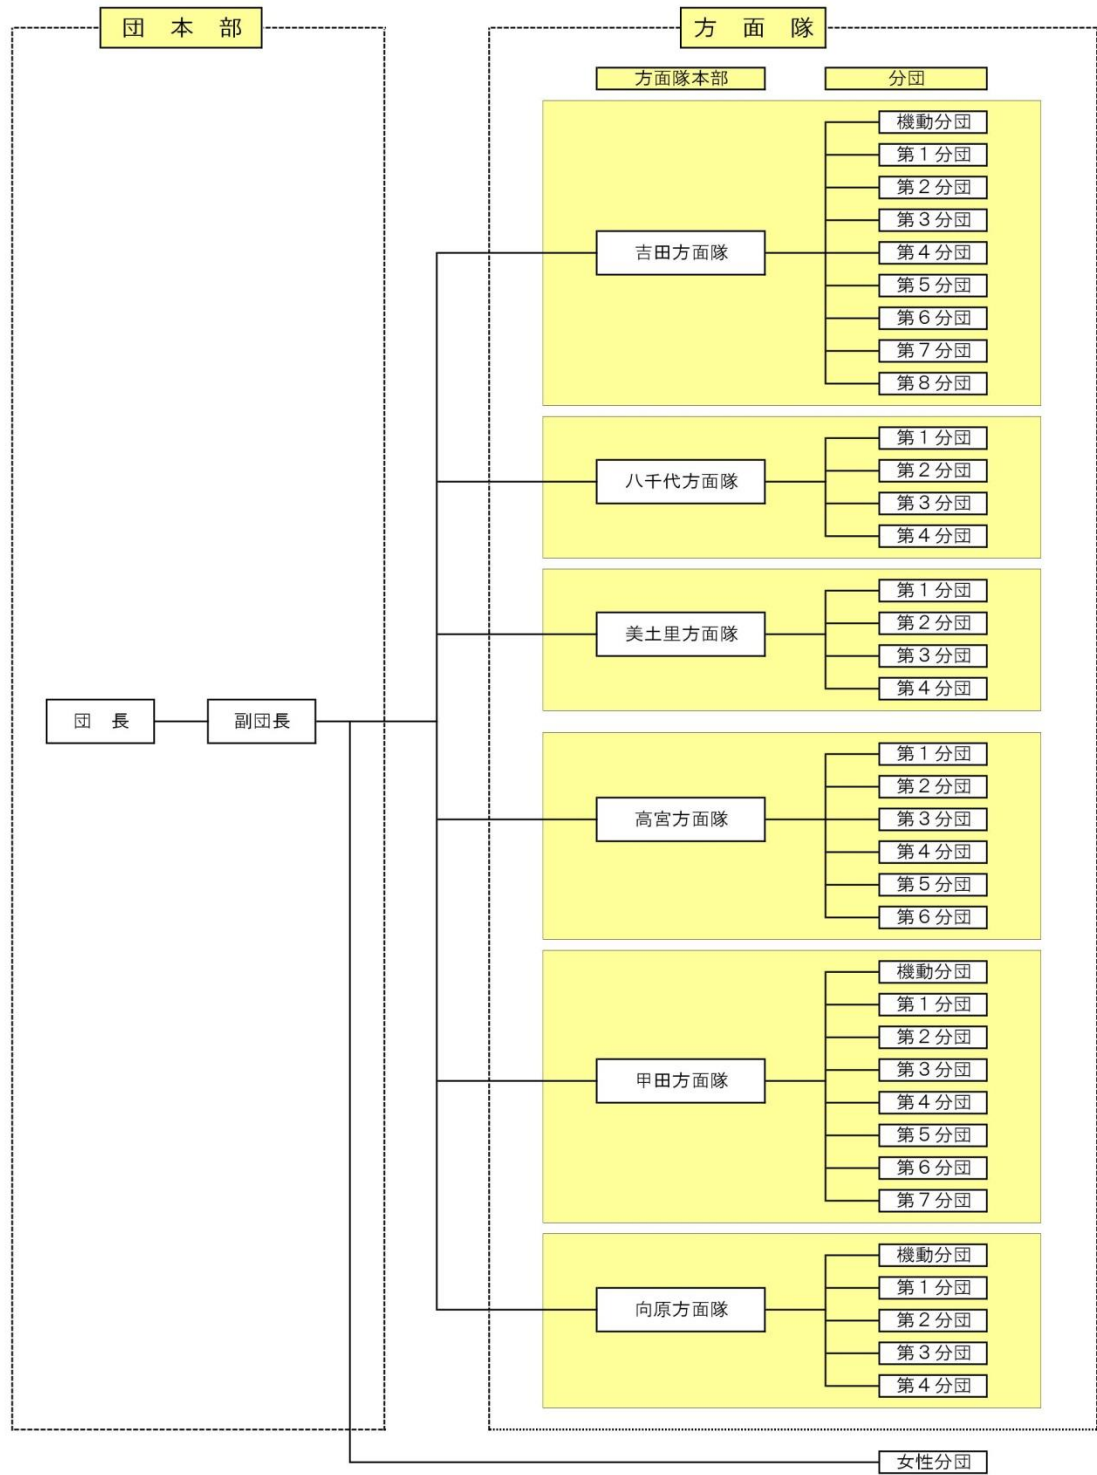 団 本 部
方 面 隊
方面隊本部
分団
機動分団
第１分団
第２分団
第３分団
吉田方面隊
第４分団
第５分団
第６分団
第７分団
第８分団
第１分団
第２分団
八千代方面隊
第３分団
第４分団
第１分団
第２分団
美土里方面隊
第３分団
第４分団
団 長
副団長
第１分団
第２分団
高宮方面隊
第３分団
第４分団
第５分団
第６分団
機動分団
第１分団
第２分団
第３分団
甲田方面隊
第４分団
第５分団
第６分団
第７分団
機動分団
第１分団
向原方面隊
第２分団
第３分団
第４分団
女性分団